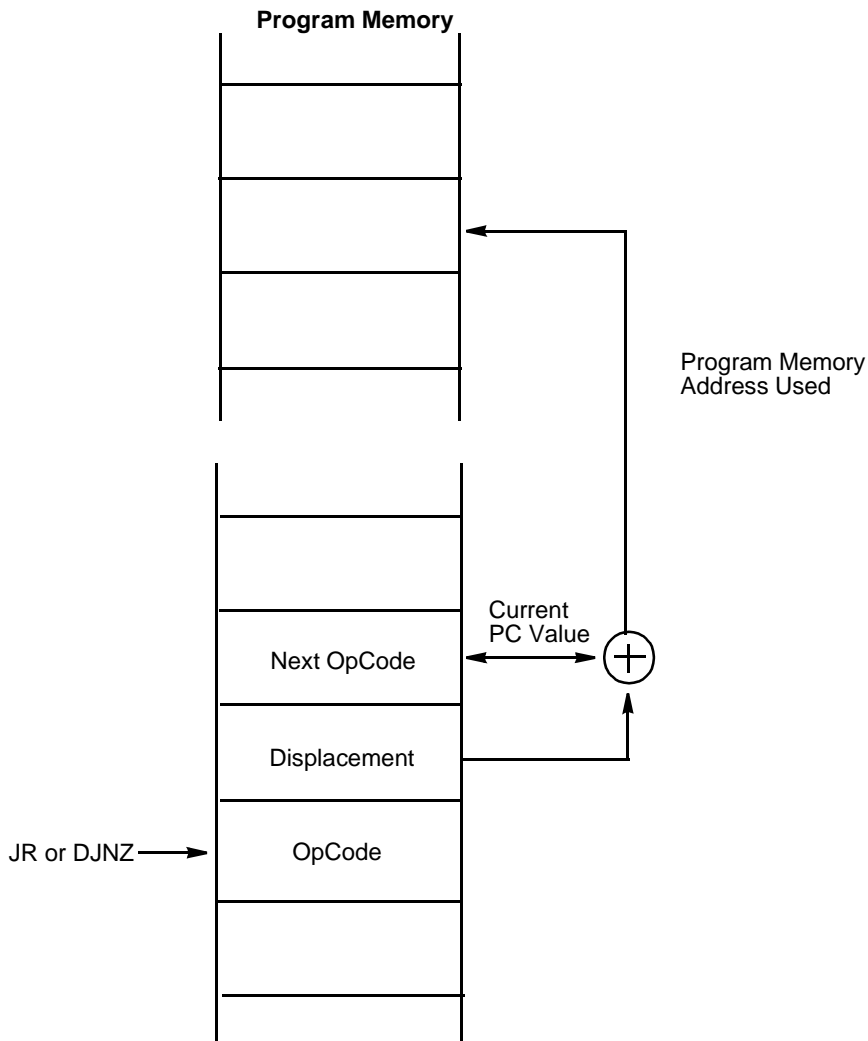 Program Memory
Program Memory
Address Used
Current
PC Value
Next OpCode
Displacement
JR or DJNZ
OpCode